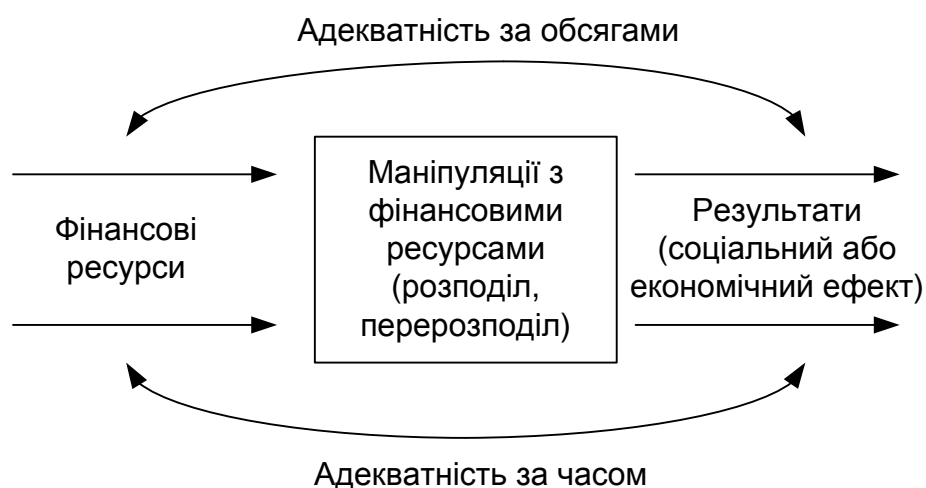 Адекватність за обсягами
Фінансові
ресурси
Маніпуляції з
фінансовими
ресурсами
(розподіл,
перерозподіл)
Результати
(соціальний або
економічний ефект)
Адекватність за часом